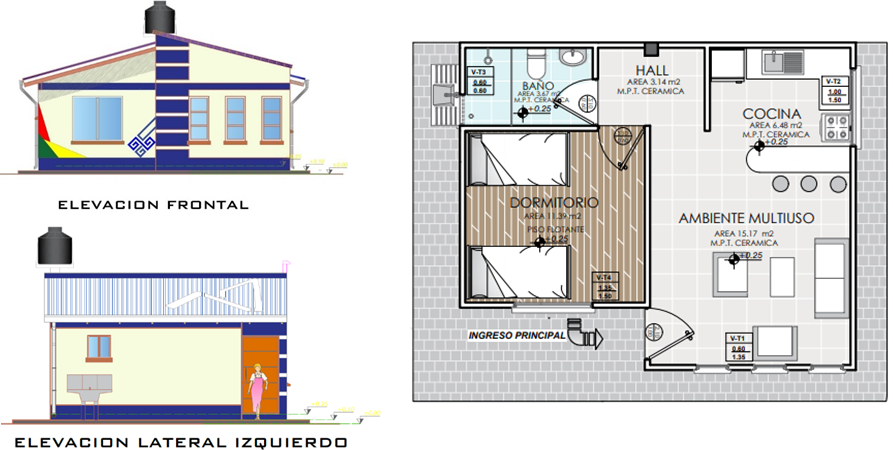 ELEVACION FRONTAL
ELEVACION LATERAL IZQUIERDO
V-T3
0.60
0.60
BAÑO
AREA 3.67 m2
M.P.T. CERAMICA
+0.25
HALL
AREA 3.14 m2
M.P.T. CERAMICA
V-T2
1.00
1.50
COCINA
AREA 6.48 m2
M.P.T. CERAMICA
+0.25
DORMITORIO
AREA 11.39 m2
PISO FLOTANTE
+0.25
AMBIENTE MULTIUSO
AREA 15.17 m2
M.P.T. CERAMICA
+0.25
V-T4
1.35
1.50
INGRESO PRINCIPAL
V-T1
0.60
1.35